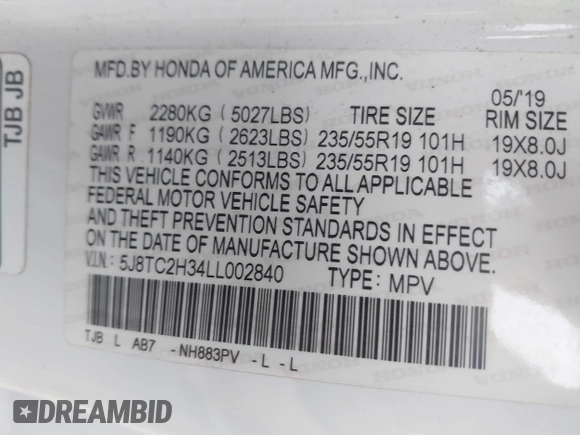 MFD.BY HONDA OF AMERICA MFG.,INC.
05/'19
GVWR 2280KG (5027LBS) TIRE SIZE RIM SIZE
GAWR F 1190KG (2623LBS) 235/55R19 101H 19X8.0J
GAWR R 1140KG (2513LBS) 235/55R19 101H 19X8.0J
THIS VEHICLE CONFORMS TO ALL APPLICABLE
FEDERAL MOTOR VEHICLE SAFETY
AND THEFT PREVENTION STANDARDS IN EFFECT
ON THE DATE OF MANUFACTURE SHOWN ABOVE.
V.I.N.: 5J8TC2H34LL002840 TYPE: MPV
TJB L AB7 -NH883PV -L -L
TJB JB
DREAMBID